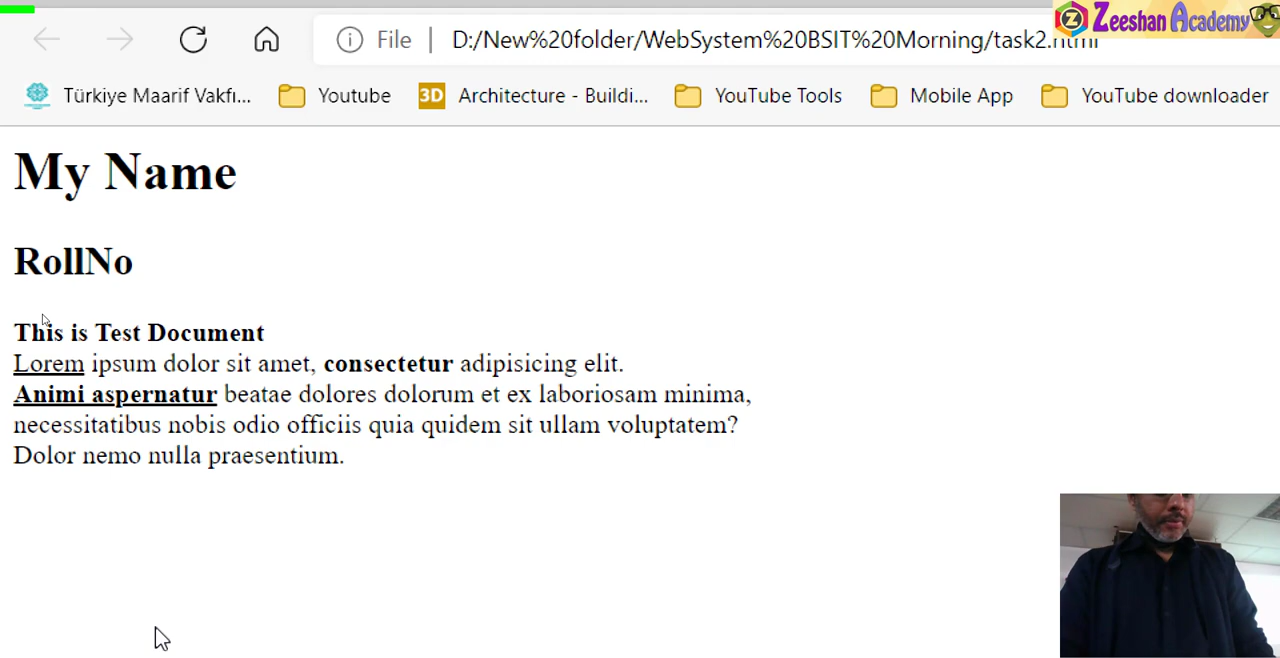 Zeeshan Academy
File | D:/New%20folder/WebSystem%20BSIT%20Morning/task2.html
Türkiye Maarif Vakfı... Youtube 3D Architecture - Buildi... YouTube Tools Mobile App YouTube downloader
My Name
RollNo
This is Test Document
Lorem ipsum dolor sit amet, consectetur adipisicing elit.
Animi aspernatur beatae dolores dolorum et ex laboriosam minima,
necessitatibus nobis odio officiis quia quidem sit ullam voluptatem?
Dolor nemo nulla praesentium.